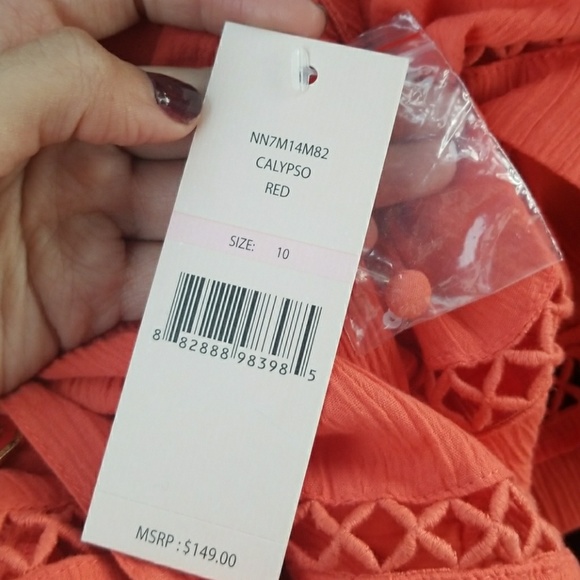 NN7M14M82
CALYPSO
RED
SIZE: 10
8 82888 98398 5
MSRP : $149.00